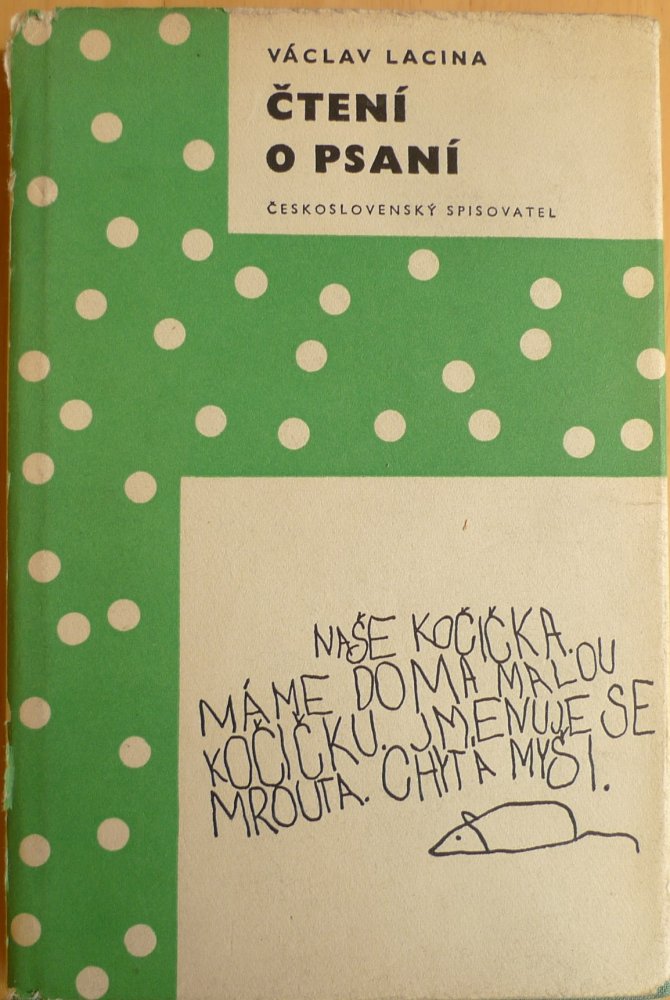 VÁCLAV LACINA
ČTENÍ
O PSANÍ
ČESKOSLOVENSKÝ SPISOVATEL
NAŠE KOČIČKA.
MÁME DOMA MALOU
KOČIČKU. JMENUJE SE
MROUTA. CHYTÁ MYŠI.